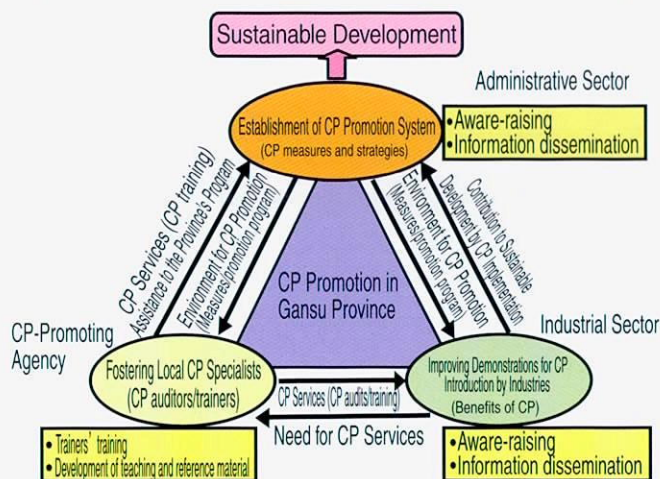 Sustainable Development
Administrative Sector
Establishment of CP Promotion System
(CP measures and strategies)
•Aware-raising
•Information dissemination
CP Services (CP training)
Assistance to the Province's Program
Environment for CP Promotion
(Measures/promotion program)
Environment for CP Promotion
(Measures/promotion program)
Contribution to Sustainable
Development by CP Implementation
CP Promotion in
Gansu Province
CP-Promoting
Agency
Industrial Sector
Fostering Local CP Specialists
(CP auditors/trainers)
CP Services (CP audits/training)
Need for CP Services
Improving Demonstrations for CP
Introduction by Industries
(Benefits of CP)
• Trainers' training
• Development of teaching and reference material
•Aware-raising
•Information dissemination